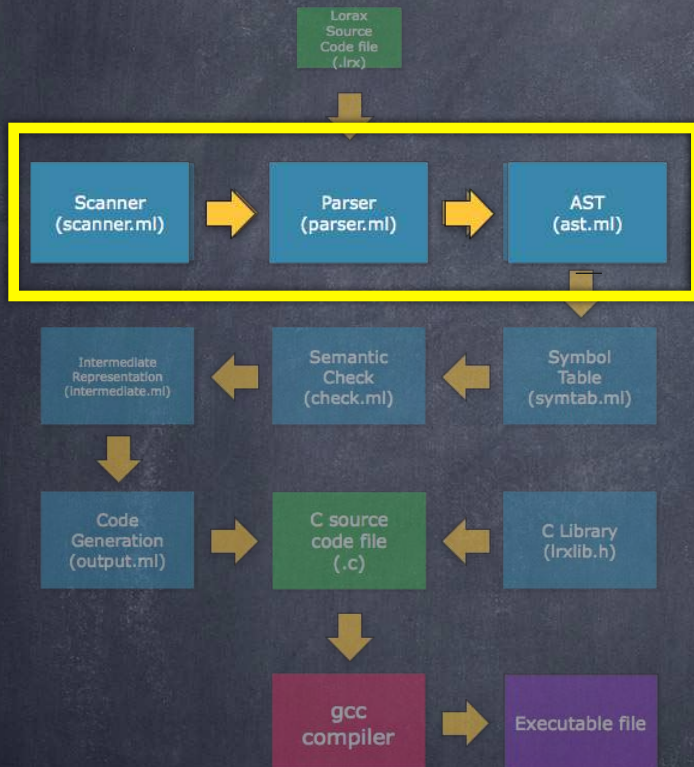 Lorax
Source
Code file
(.lrx)
Scanner
(scanner.ml)
Parser
(parser.ml)
AST
(ast.ml)
Intermediate
Representation
(intermediate.ml)
Semantic
Check
(check.ml)
Symbol
Table
(symtab.ml)
Code
Generation
(output.ml)
C source
code file
(.c)
C Library
(lrxlib.h)
gcc
compiler
Executable file